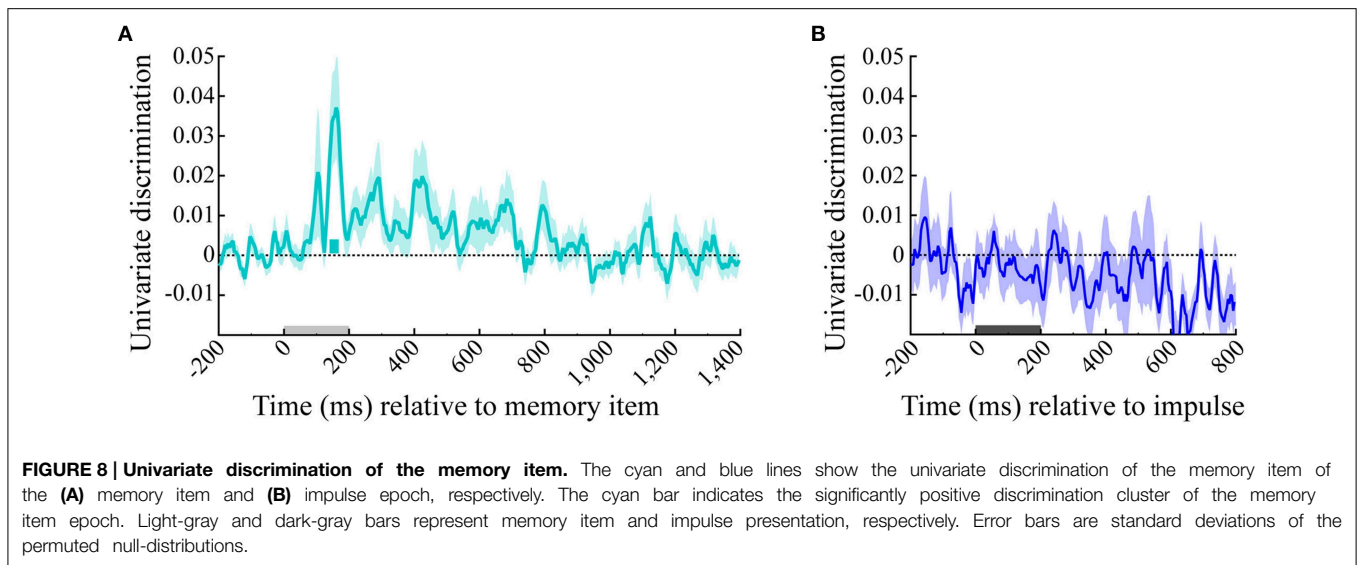 A
Univariate discrimination
0.05
0.04
0.03
0.02
0.01
0
-0.01
-200
0
200
400
600
800
1,000
1,200
1,400
Time (ms) relative to memory item
B
Univariate discrimination
0.05
0.04
0.03
0.02
0.01
0
-0.01
-200
0
200
400
600
800
Time (ms) relative to impulse
FIGURE 8 | Univariate discrimination of the memory item. The cyan and blue lines show the univariate discrimination of the memory item of
the (A) memory item and (B) impulse epoch, respectively. The cyan bar indicates the significantly positive discrimination cluster of the memory
item epoch. Light-gray and dark-gray bars represent memory item and impulse presentation, respectively. Error bars are standard deviations of the
permuted null-distributions.